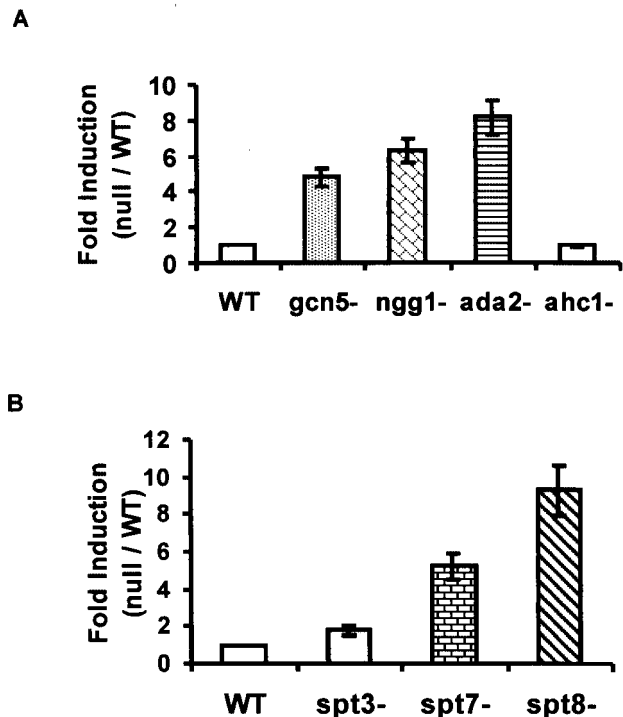 A
Fold Induction
(null / WT)
10
8
6
4
2
0
WT gcn5- ngg1- ada2- ahc1-
B
Fold Induction
(null / WT)
12
10
8
6
4
2
0
WT spt3- spt7- spt8-